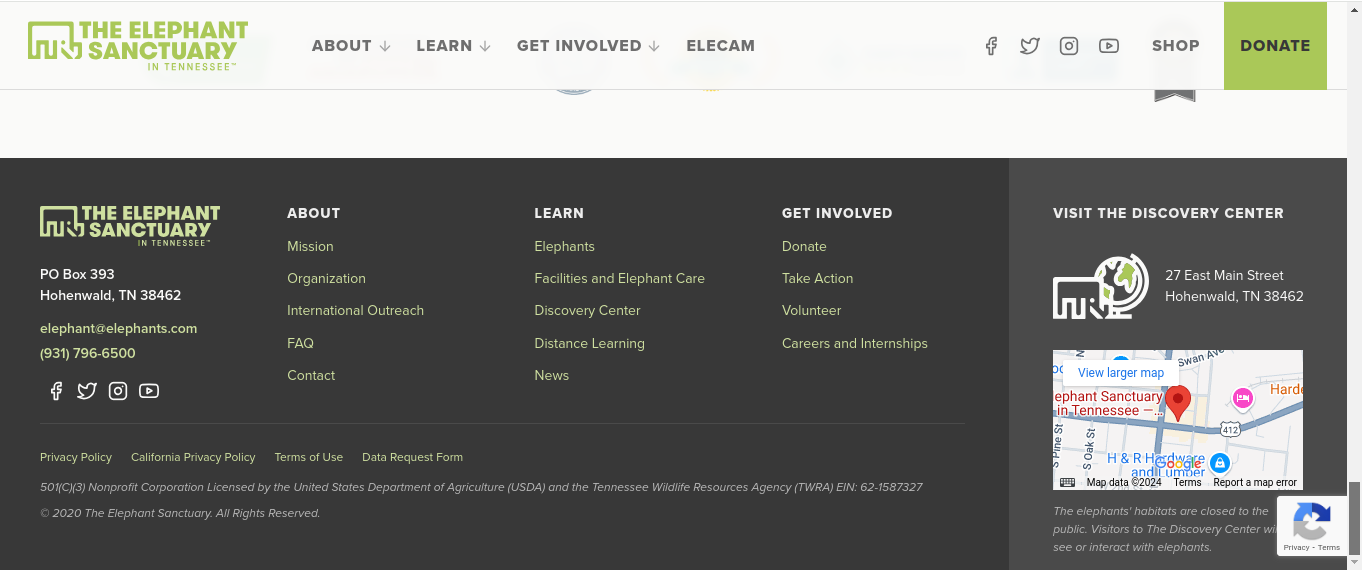 THE ELEPHANT
SANCTUARY
IN TENNESSEE™
ABOUT
LEARN
GET INVOLVED
ELECAM
SHOP
DONATE
THE ELEPHANT
SANCTUARY
IN TENNESSEE™
PO Box 393
Hohenwald, TN 38462
elephant@elephants.com
(931) 796-6500
ABOUT
Mission
Organization
International Outreach
FAQ
Contact
LEARN
Elephants
Facilities and Elephant Care
Discovery Center
Distance Learning
News
GET INVOLVED
Donate
Take Action
Volunteer
Careers and Internships
Privacy Policy California Privacy Policy Terms of Use Data Request Form
501(C)(3) Nonprofit Corporation Licensed by the United States Department of Agriculture (USDA) and the Tennessee Wildlife Resources Agency (TWRA) EIN: 62-1587327
© 2020 The Elephant Sanctuary. All Rights Reserved.
VISIT THE DISCOVERY CENTER
27 East Main Street
Hohenwald, TN 38462
Swan Ave
View larger map
ephant Sanctuary
in Tennessee —...
Harde
412
S Pine St
S Oak St
H & R Hardware
and Lumber
Google
Map data ©2024 Terms Report a map error
The elephants' habitats are closed to the
public. Visitors to The Discovery Center wi
see or interact with elephants.
Privacy - Terms